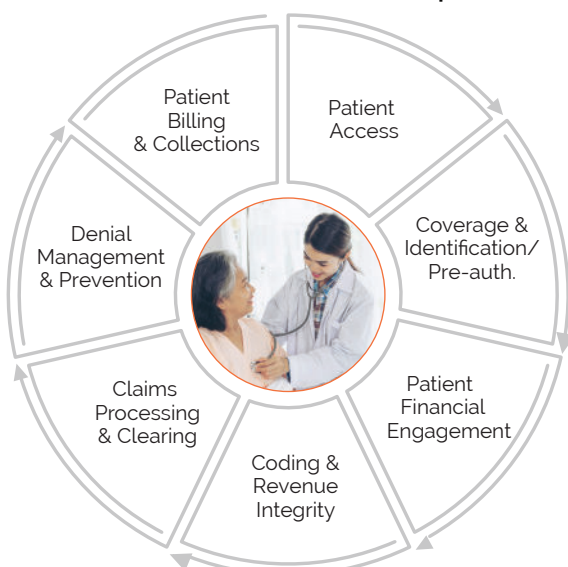 Patient
Access
Coverage &
Identification/
Pre-auth.
Patient
Financial
Engagement
Coding &
Revenue
Integrity
Claims
Processing
& Clearing
Denial
Management
& Prevention
Patient
Billing
& Collections